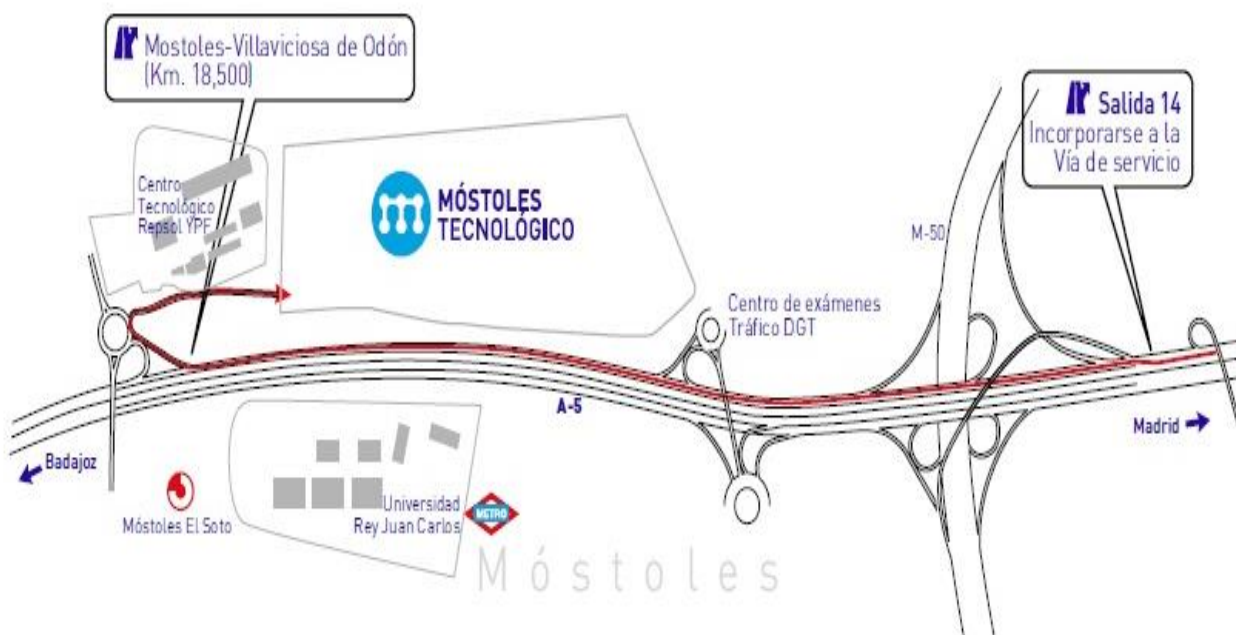 Mostoles-Villaviciosa de Odón
(Km. 18,500)
Salida 14
Incorporarse a la
Vía de servicio
Centro
Tecnológico
Repsol YPF
MÓSTOLES
TECNOLÓGICO
M-50
Centro de exámenes
Tráfico DGT
A-5
Madrid
Badajoz
Móstoles El Soto
Universidad
Rey Juan Carlos
METRO
Móstoles